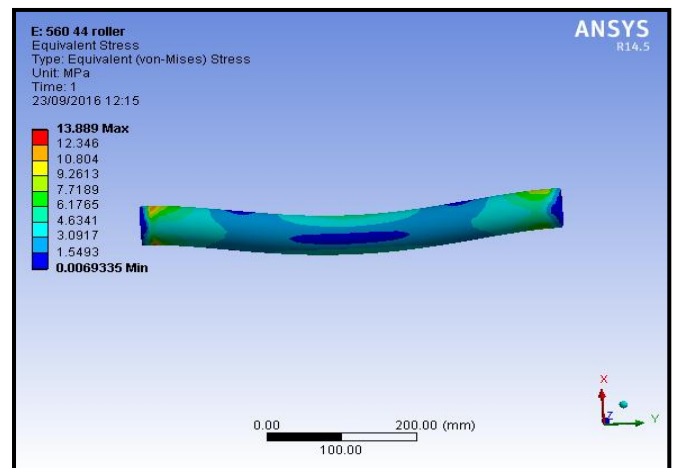 E: 560 44 roller
Equivalent Stress
Type: Equivalent (von-Mises) Stress
Unit: MPa
Time: 1
23/09/2016 12:15
ANSYS
R14.5
13.889 Max
12.346
10.804
9.2613
7.7189
6.1765
4.6341
3.0917
1.5493
0.0069335 Min
0.00
200.00 (mm)
100.00
X
Y
Z